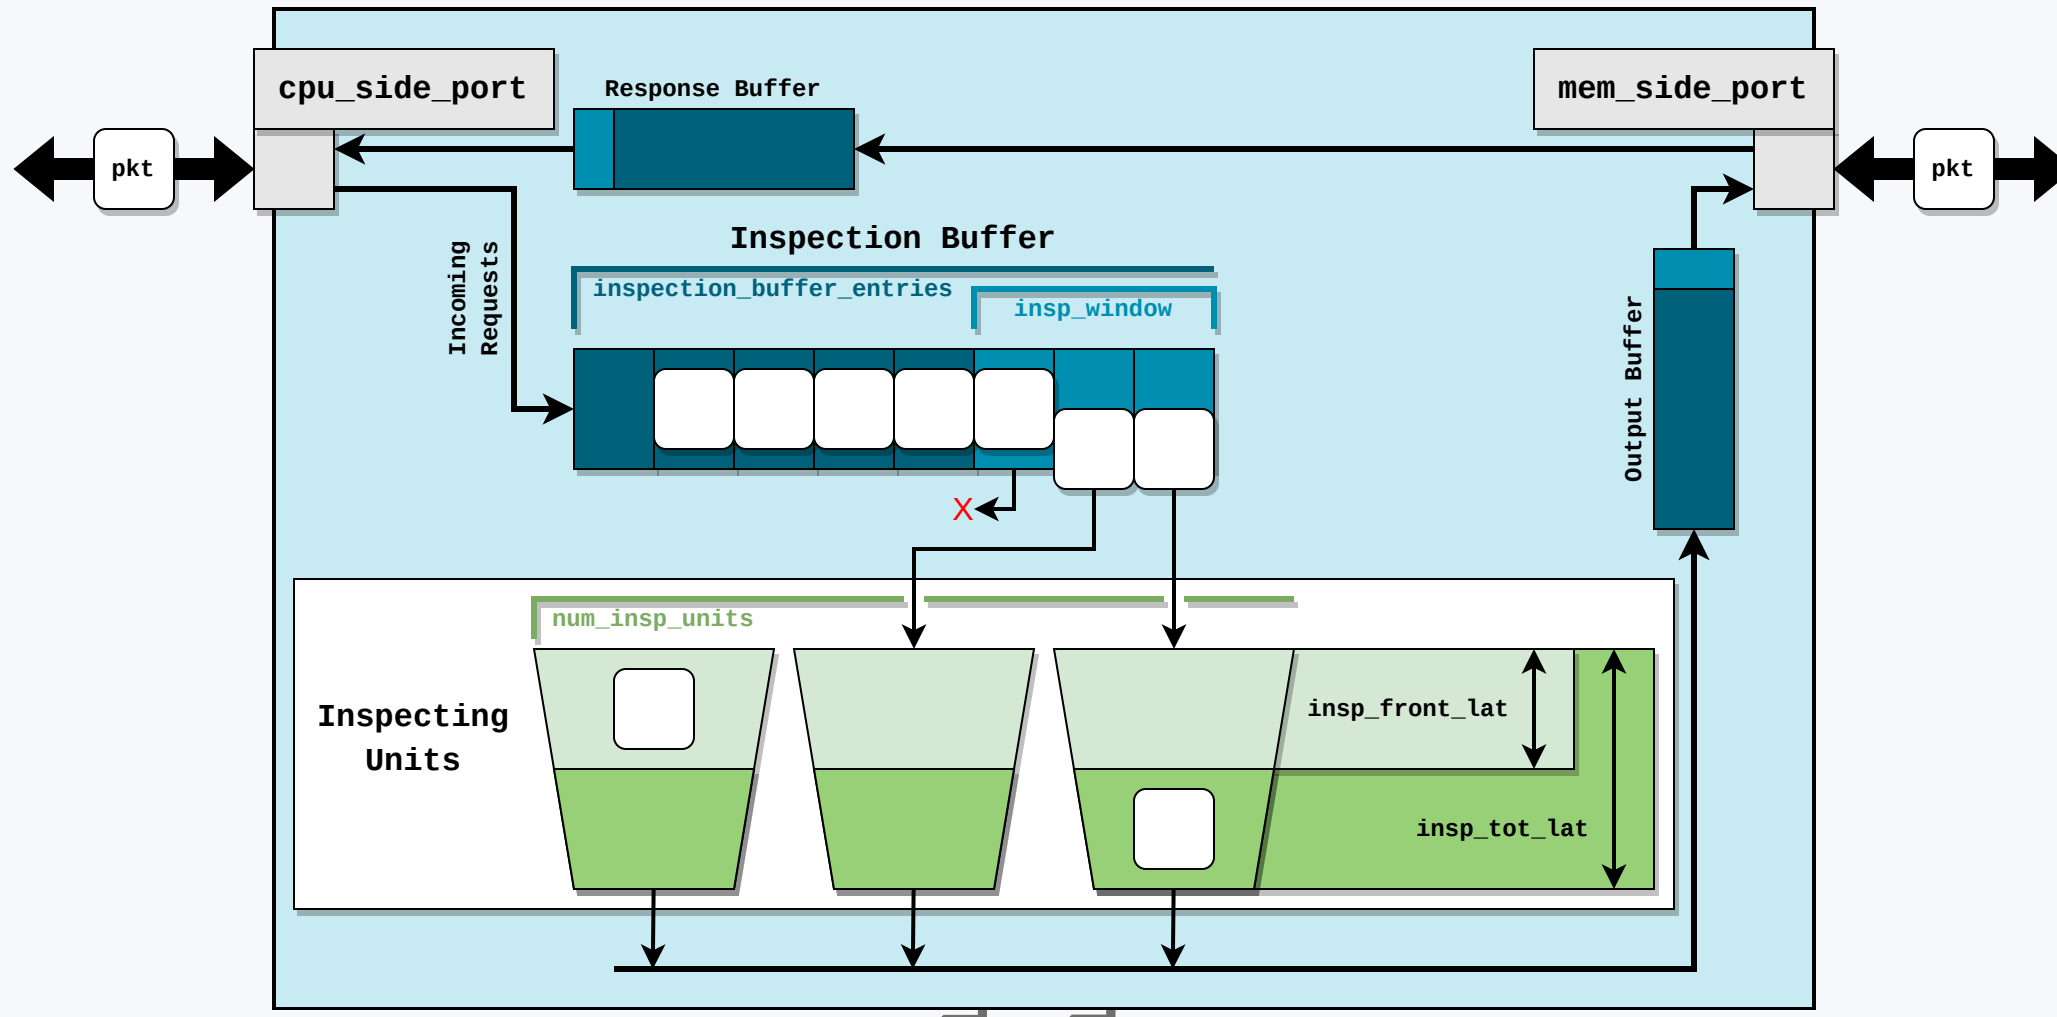 cpu_side_port
Response Buffer
mem_side_port
pkt
pkt
Inspection Buffer
Incoming
Requests
inspection_buffer_entries
insp_window
Output Buffer
X
num_insp_units
Inspecting
Units
insp_front_lat
insp_tot_lat